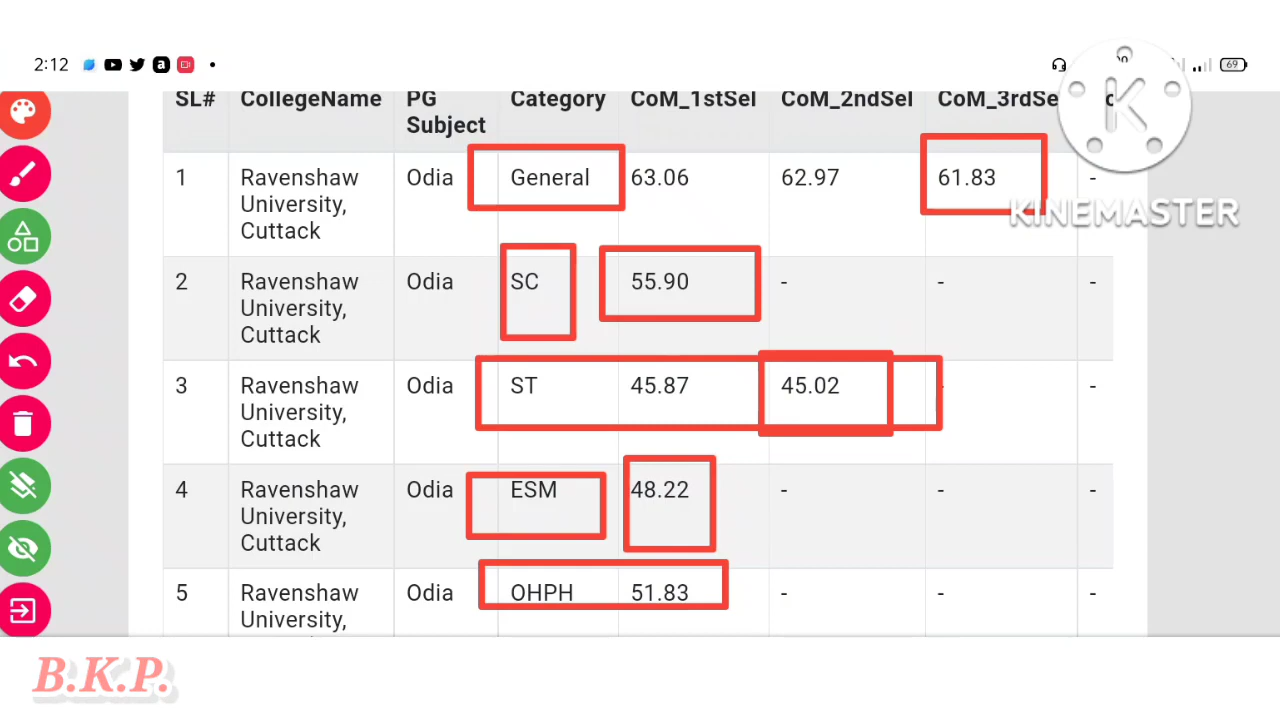 2:12
69
SL# CollegeName PG Subject Category CoM_1stSel CoM_2ndSel CoM_3rdSe
1 Ravenshaw University, Cuttack Odia General 63.06 62.97 61.83 -
2 Ravenshaw University, Cuttack Odia SC 55.90 - - -
3 Ravenshaw University, Cuttack Odia ST 45.87 45.02 - -
4 Ravenshaw University, Cuttack Odia ESM 48.22 - - -
5 Ravenshaw University, Odia OHPH 51.83 - - -
KINEMASTER
B.K.P.